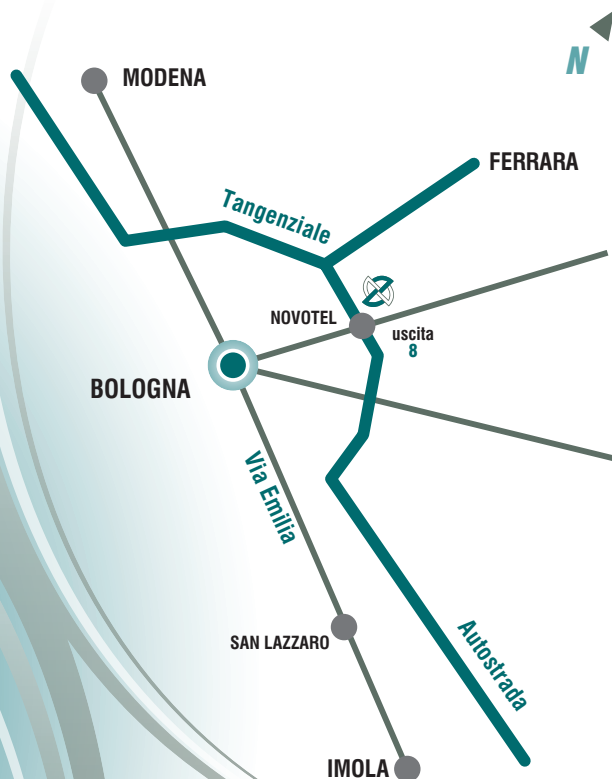 N
MODENA
FERRARA
Tangenziale
NOVOTEL
uscita
8
BOLOGNA
Via Emilia
SAN LAZZARO
Autostrada
IMOLA